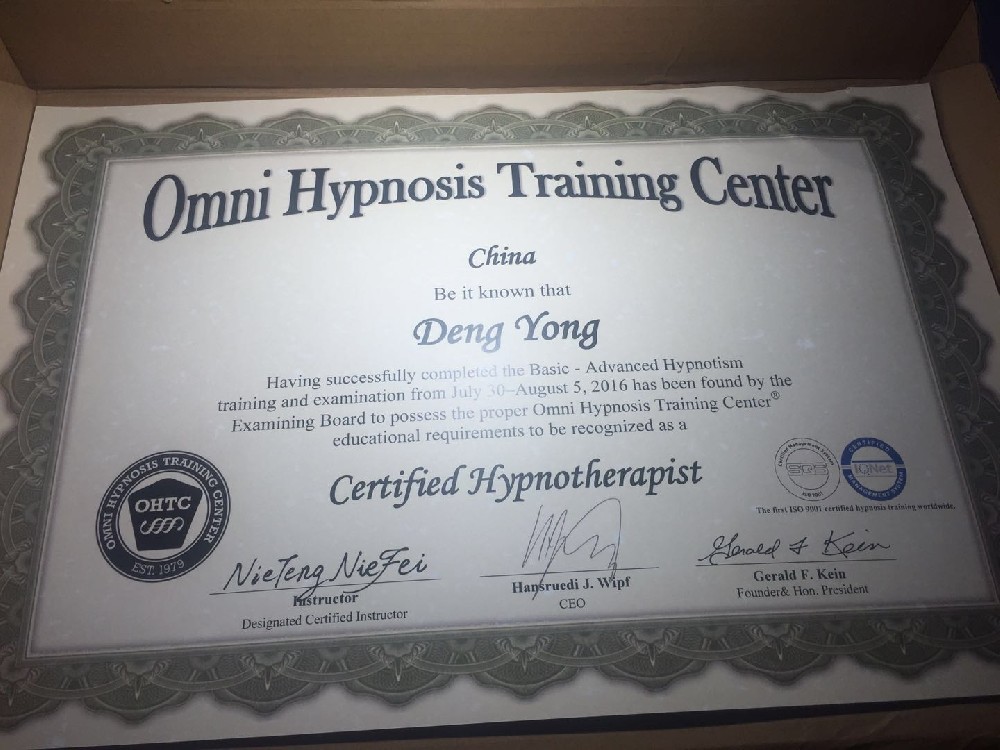 Omni Hypnosis Training Center
China
Be it known that
Deng Yong
Having successfully completed the Basic - Advanced Hypnotism
training and examination from July 30–August 5, 2016 has been found by the
Examining Board to possess the proper Omni Hypnosis Training Center®
educational requirements to be recognized as a
Certified Hypnotherapist
OMNI HYPNOSIS TRAINING CENTER
OHTC
EST. 1979
SQS
CERTIFIED
IQNet
MANAGEMENT SYSTEM
The first ISO 9001 certified hypnosis training worldwide.
NieTeng NieFei
Instructor
Designated Certified Instructor
Hansruedi J. Wipf
CEO
Gerald F Kein
Gerald F. Kein
Founder& Hon. President